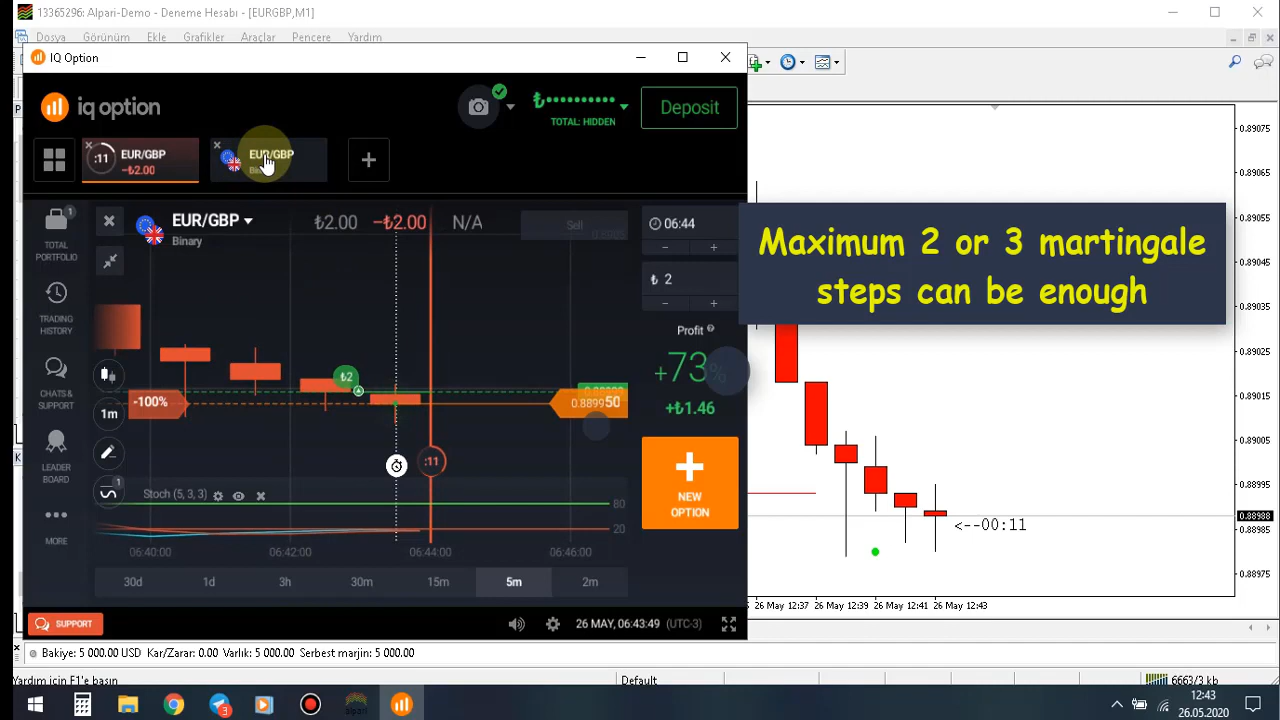 13365296: Alpari-Demo - Deneme Hesabı - [EURGBP,M1]
Dosya Görünüm Ekle Grafikler Araçlar Pencere Yardım
IQ Option
iq option
₺••••••••••
TOTAL: HIDDEN
Deposit
:11 EUR/GBP
−₺2.00
EUR/GBP
+
TOTAL
PORTFOLIO
1
TRADING
HISTORY
CHATS &
SUPPORT
LEADER
BOARD
MORE
EUR/GBP
Binary
₺2.00 −₺2.00 N/A
Sell
06:44
− +
₺ 2
− +
Profit
+73%
+₺1.46
NEW
OPTION
Maximum 2 or 3 martingale
steps can be enough
₺2
-100%
0.889950
1m
1
:11
Stoch (5, 3, 3)
80
20
06:40:00 06:42:00 06:44:00 06:46:00
30d 1d 3h 30m 15m 5m 2m
SUPPORT
26 MAY, 06:43:49 (UTC-3)
0.89085
0.89065
0.89055
0.89045
0.89035
0.89025
0.89015
0.89005
0.88995
0.88988
0.88985
0.88975
<--00:11
26 May 12:37 26 May 12:39 26 May 12:41 26 May 12:43
Bakiye: 5 000.00 USD Kar/Zarar: 0.00 Varlık: 5 000.00 Serbest marjin: 5 000.00
Yardım için F1'e basın
Default
6663/3 kb
3
alpari
12:43
26.05.2020